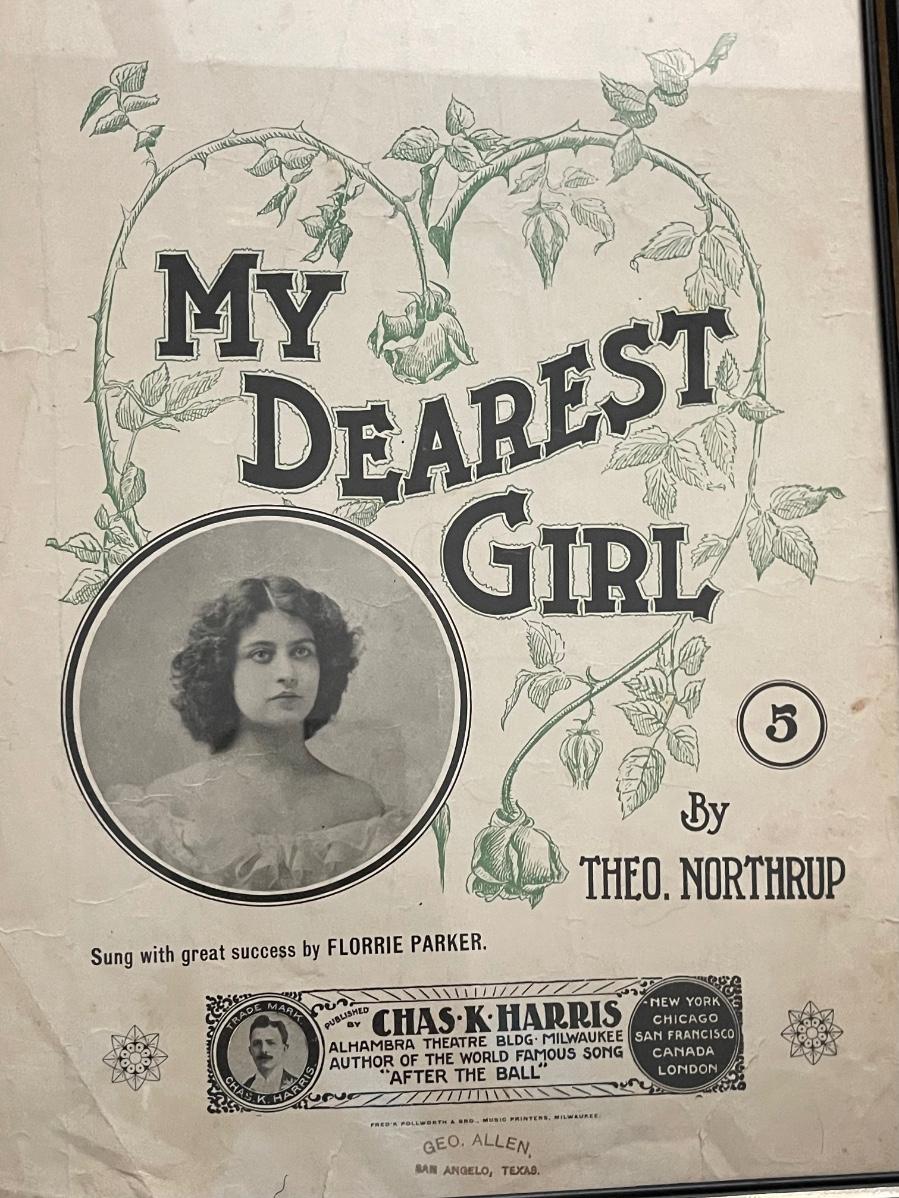 MY
DEAREST
GIRL
5
By
THEO. NORTHRUP
Sung with great success by FLORRIE PARKER.
TRADE MARK
CHAS. K. HARRIS
PUBLISHED
BY
CHAS·K·HARRIS
ALHAMBRA THEATRE BLDG· MILWAUKEE
AUTHOR OF THE WORLD FAMOUS SONG
"AFTER THE BALL"
·NEW YORK·
CHICAGO
SAN FRANCISCO
CANADA
LONDON
FRED'K POLLWORTH & BRO., MUSIC PRINTERS, MILWAUKEE.
GEO. ALLEN,
SAN ANGELO, TEXAS.